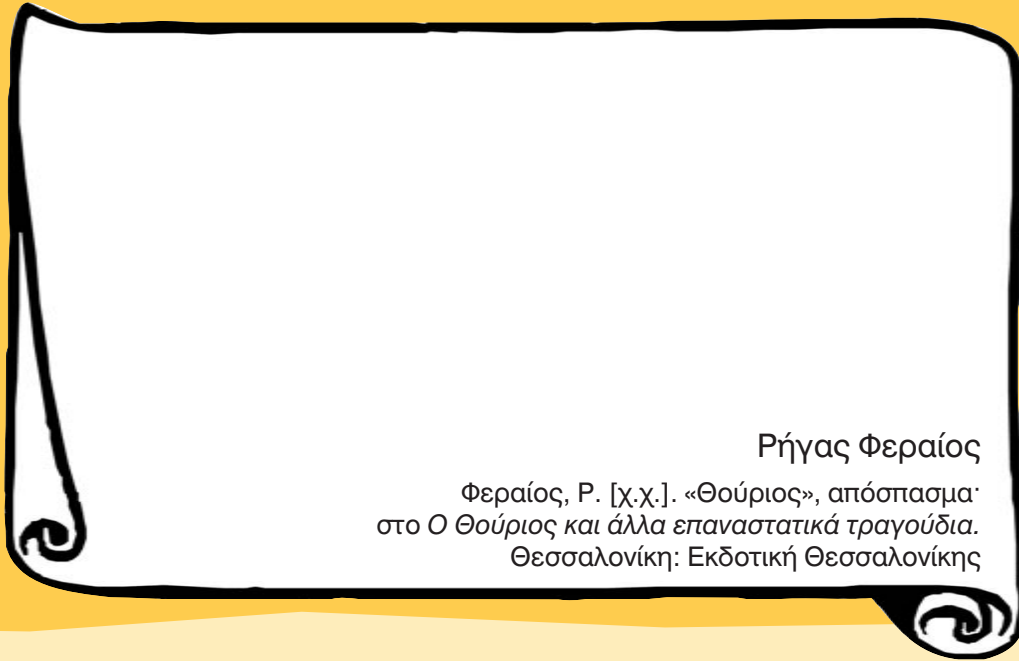 Ρήγας Φεραίος
Φεραίος, Ρ. [χ.χ.]. «Θούριος», απόσπασμα·
στο Ο Θούριος και άλλα επαναστατικά τραγούδια.
Θεσσαλονίκη: Εκδοτική Θεσσαλονίκης